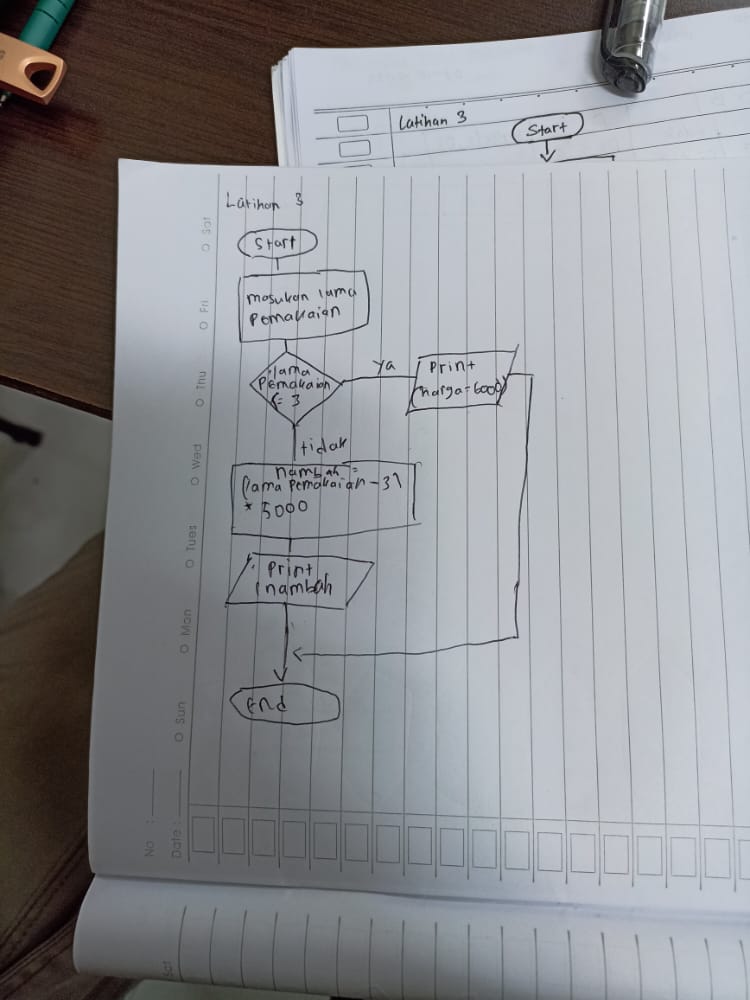 Latihan 3
Start
Latihan 3
Start
masukan lama
Pemakaian
lama
Pemakaian
<= 3
ya
Print
(harga=6000)
tidak
nambah =
(lama Pemakaian - 3)
* 5000
Print
(nambah
End
Sat
Fri
Thu
Wed
Tues
Mon
Sun
No :
Date :
Sat